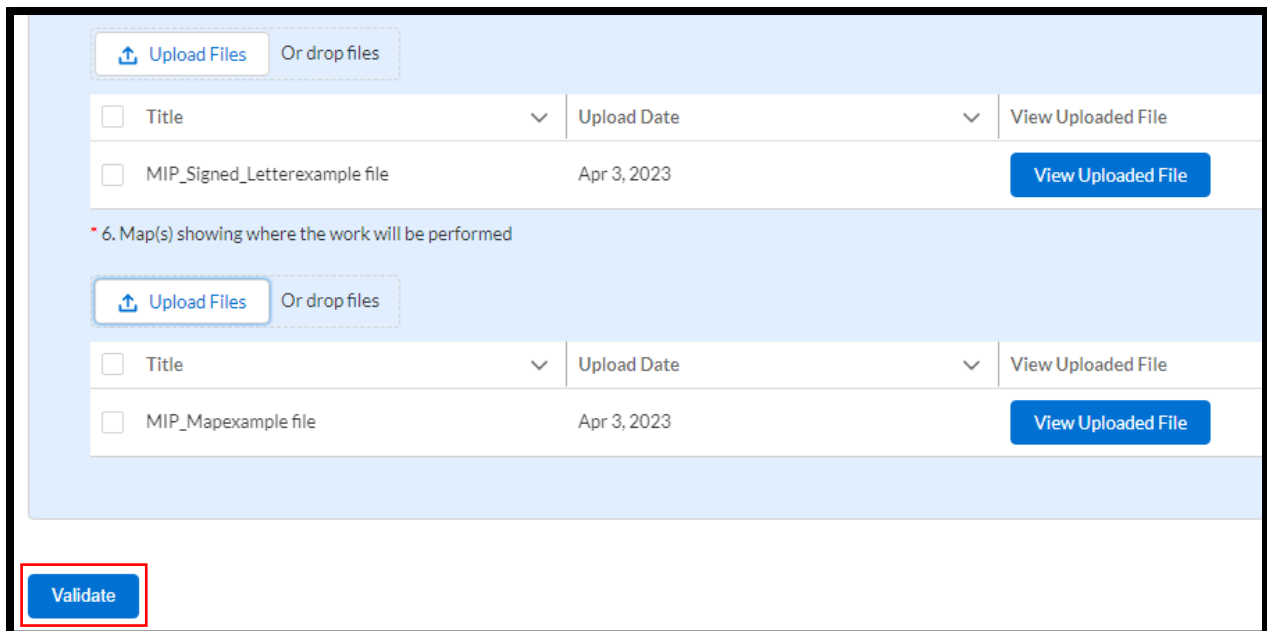 Upload Files Or drop files
Title Upload Date View Uploaded File
MIP_Signed_Letterexample file Apr 3, 2023 View Uploaded File
* 6. Map(s) showing where the work will be performed
Upload Files Or drop files
Title Upload Date View Uploaded File
MIP_Mapexample file Apr 3, 2023 View Uploaded File
Validate